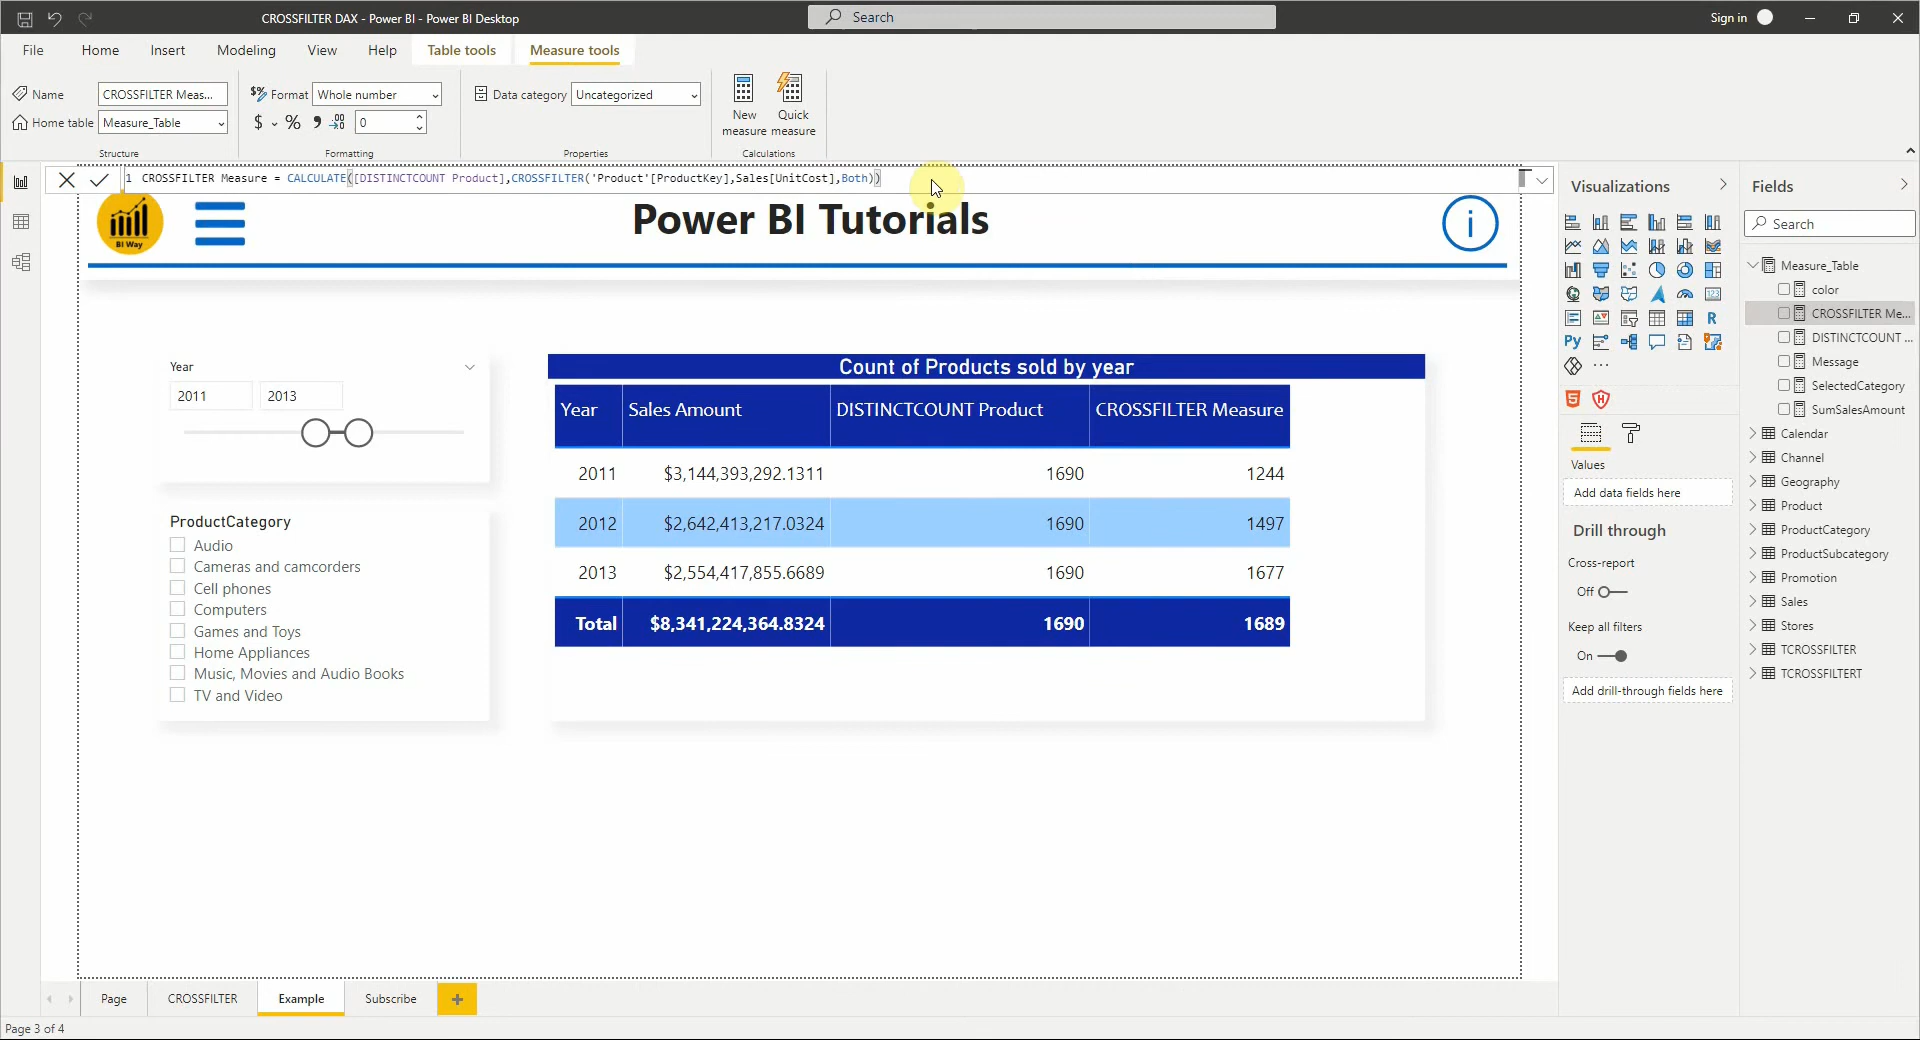 CROSSFILTER DAX - Power BI - Power BI Desktop
Search
Sign in
File
Home
Insert
Modeling
View
Help
Table tools
Measure tools
Name
CROSSFILTER Meas...
Home table
Measure_Table
Structure
Format
Whole number
$
%
0
Formatting
Data category
Uncategorized
Properties
New measure
Quick measure
Calculations
1 CROSSFILTER Measure = CALCULATE([DISTINCTCOUNT Product],CROSSFILTER('Product'[ProductKey],Sales[UnitCost],Both))
BI Way
Power BI Tutorials
i
Year
2011
2013
ProductCategory
Audio
Cameras and camcorders
Cell phones
Computers
Games and Toys
Home Appliances
Music, Movies and Audio Books
TV and Video
Count of Products sold by year
Year Sales Amount DISTINCTCOUNT Product CROSSFILTER Measure
2011 $3,144,393,292.1311 1690 1244
2012 $2,642,413,217.0324 1690 1497
2013 $2,554,417,855.6689 1690 1677
Total $8,341,224,364.8324 1690 1689
Visualizations
R
Py
...
Values
Add data fields here
Drill through
Cross-report
Off
Keep all filters
On
Add drill-through fields here
Fields
Search
Measure_Table
color
CROSSFILTER Me...
DISTINCTCOUNT ...
Message
SelectedCategory
SumSalesAmount
Calendar
Channel
Geography
Product
ProductCategory
ProductSubcategory
Promotion
Sales
Stores
TCROSSFILTER
TCROSSFILTERT
Page
CROSSFILTER
Example
Subscribe
+
Page 3 of 4